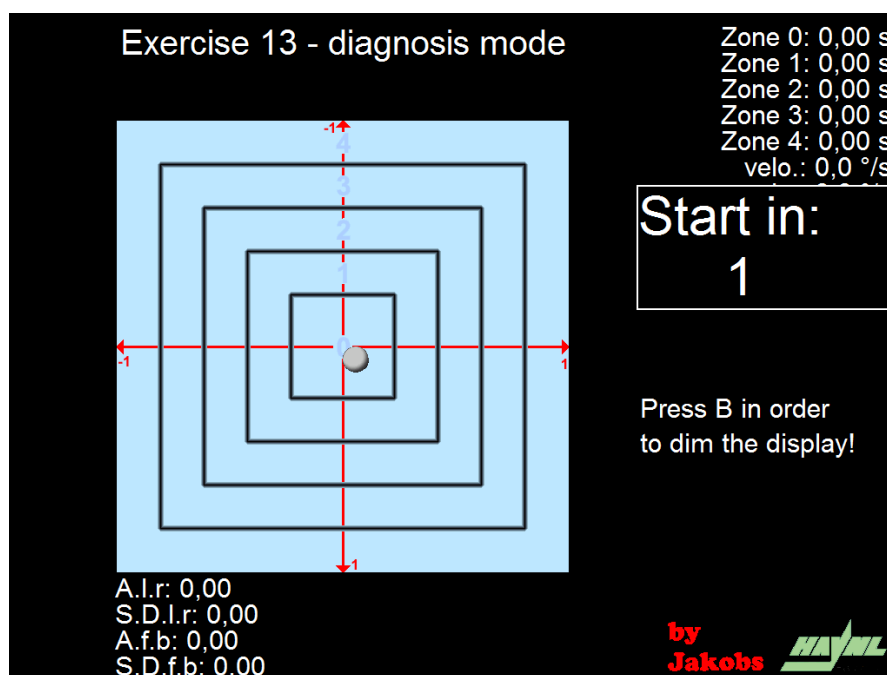 Exercise 13 - diagnosis mode
Zone 0: 0,00 s
Zone 1: 0,00 s
Zone 2: 0,00 s
Zone 3: 0,00 s
Zone 4: 0,00 s
velo.: 0,0 °/s
Start in:
1
-1
4
3
2
1
0
-1
1
1
Press B in order
to dim the display!
A.l.r: 0,00
S.D.l.r: 0,00
A.f.b: 0,00
S.D.f.b: 0,00
by
Jakobs
HAYNL